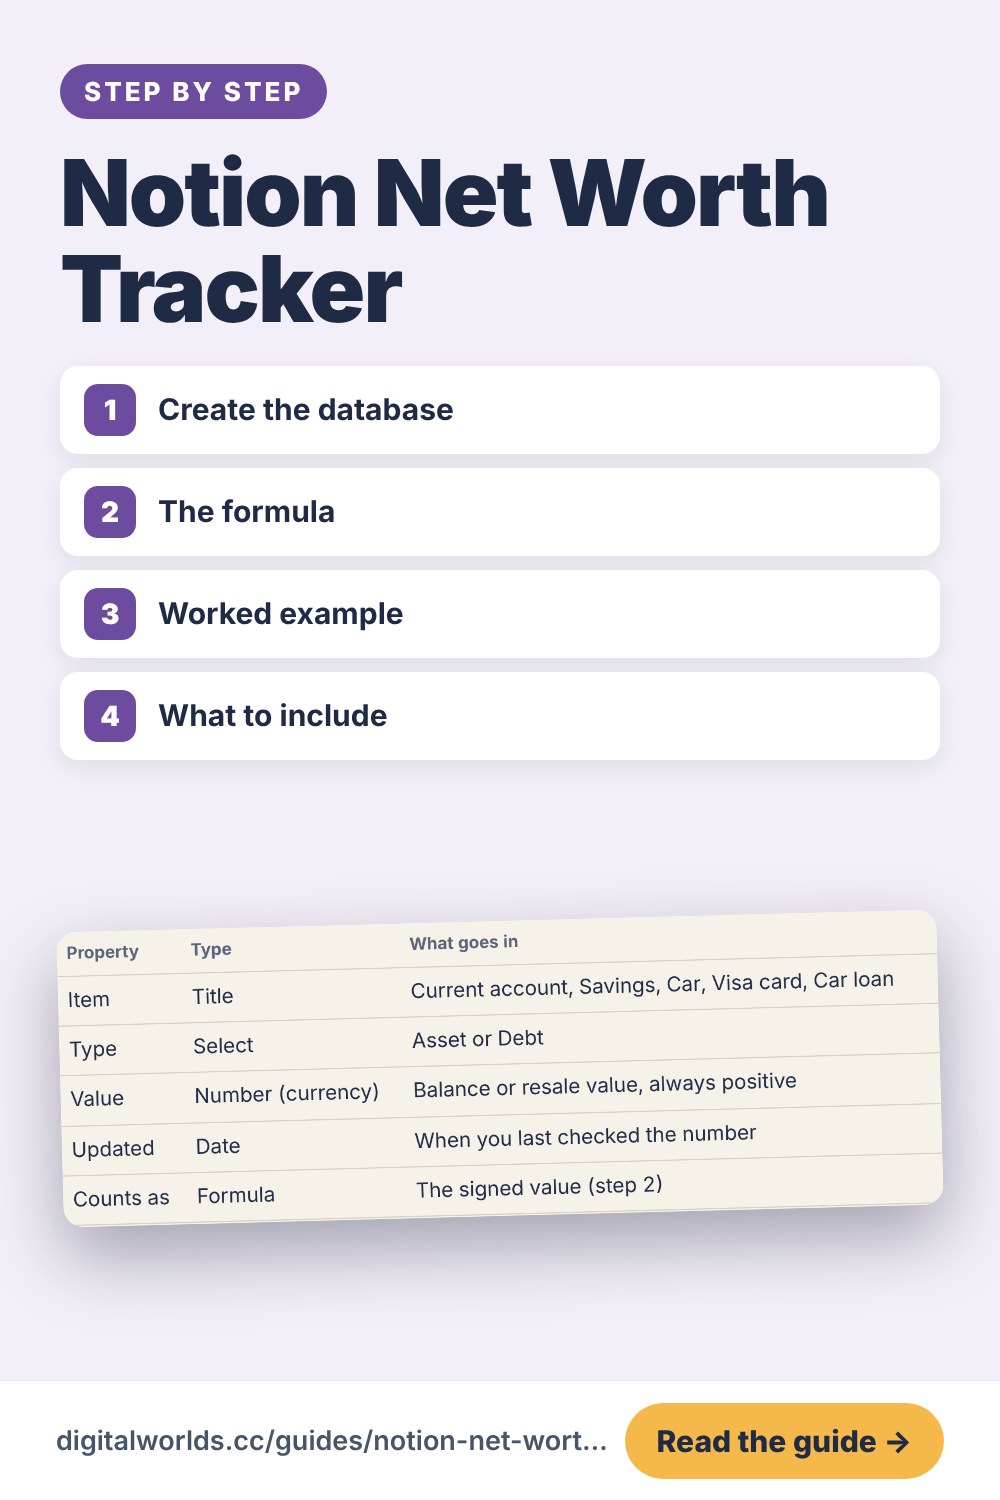 STEP BY STEP
Notion Net Worth
Tracker
1 Create the database
2 The formula
3 Worked example
4 What to include
Property Type What goes in
Item Title Current account, Savings, Car, Visa card, Car loan
Type Select Asset or Debt
Value Number (currency) Balance or resale value, always positive
Updated Date When you last checked the number
Counts as Formula The signed value (step 2)
digitalworlds.cc/guides/notion-net-wort... Read the guide →